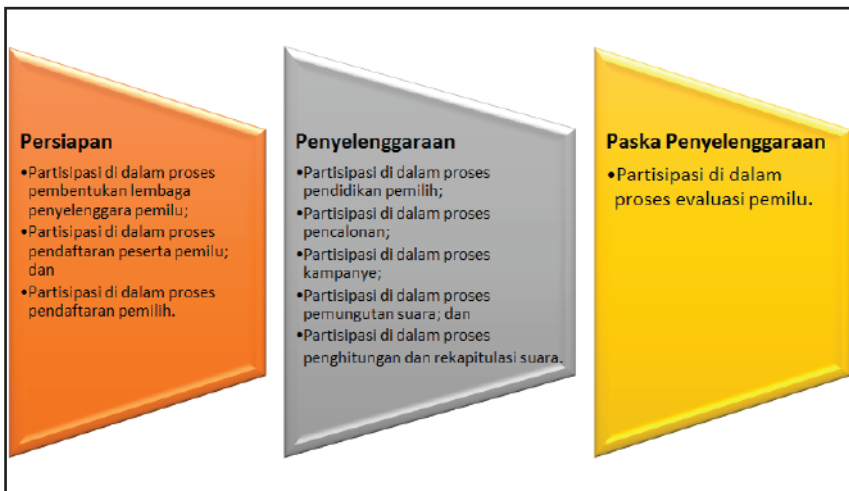 Persiapan
•Partisipasi di dalam proses
pembentukan lembaga
penyelenggara pemilu;
•Partisipasi di dalam proses
pendaftaran peserta pemilu;
dan
•Partisipasi di dalam proses
pendaftaran pemilih.
Penyelenggaraan
•Partisipasi di dalam proses
pendidikan pemilih;
•Partisipasi di dalam proses
pencalonan;
•Partisipasi di dalam proses
kampanye;
•Partisipasi di dalam proses
pemungutan suara; dan
•Partisipasi di dalam proses
penghitungan dan rekapitulasi suara.
Paska Penyelenggaraan
•Partisipasi di dalam
proses evaluasi pemilu.